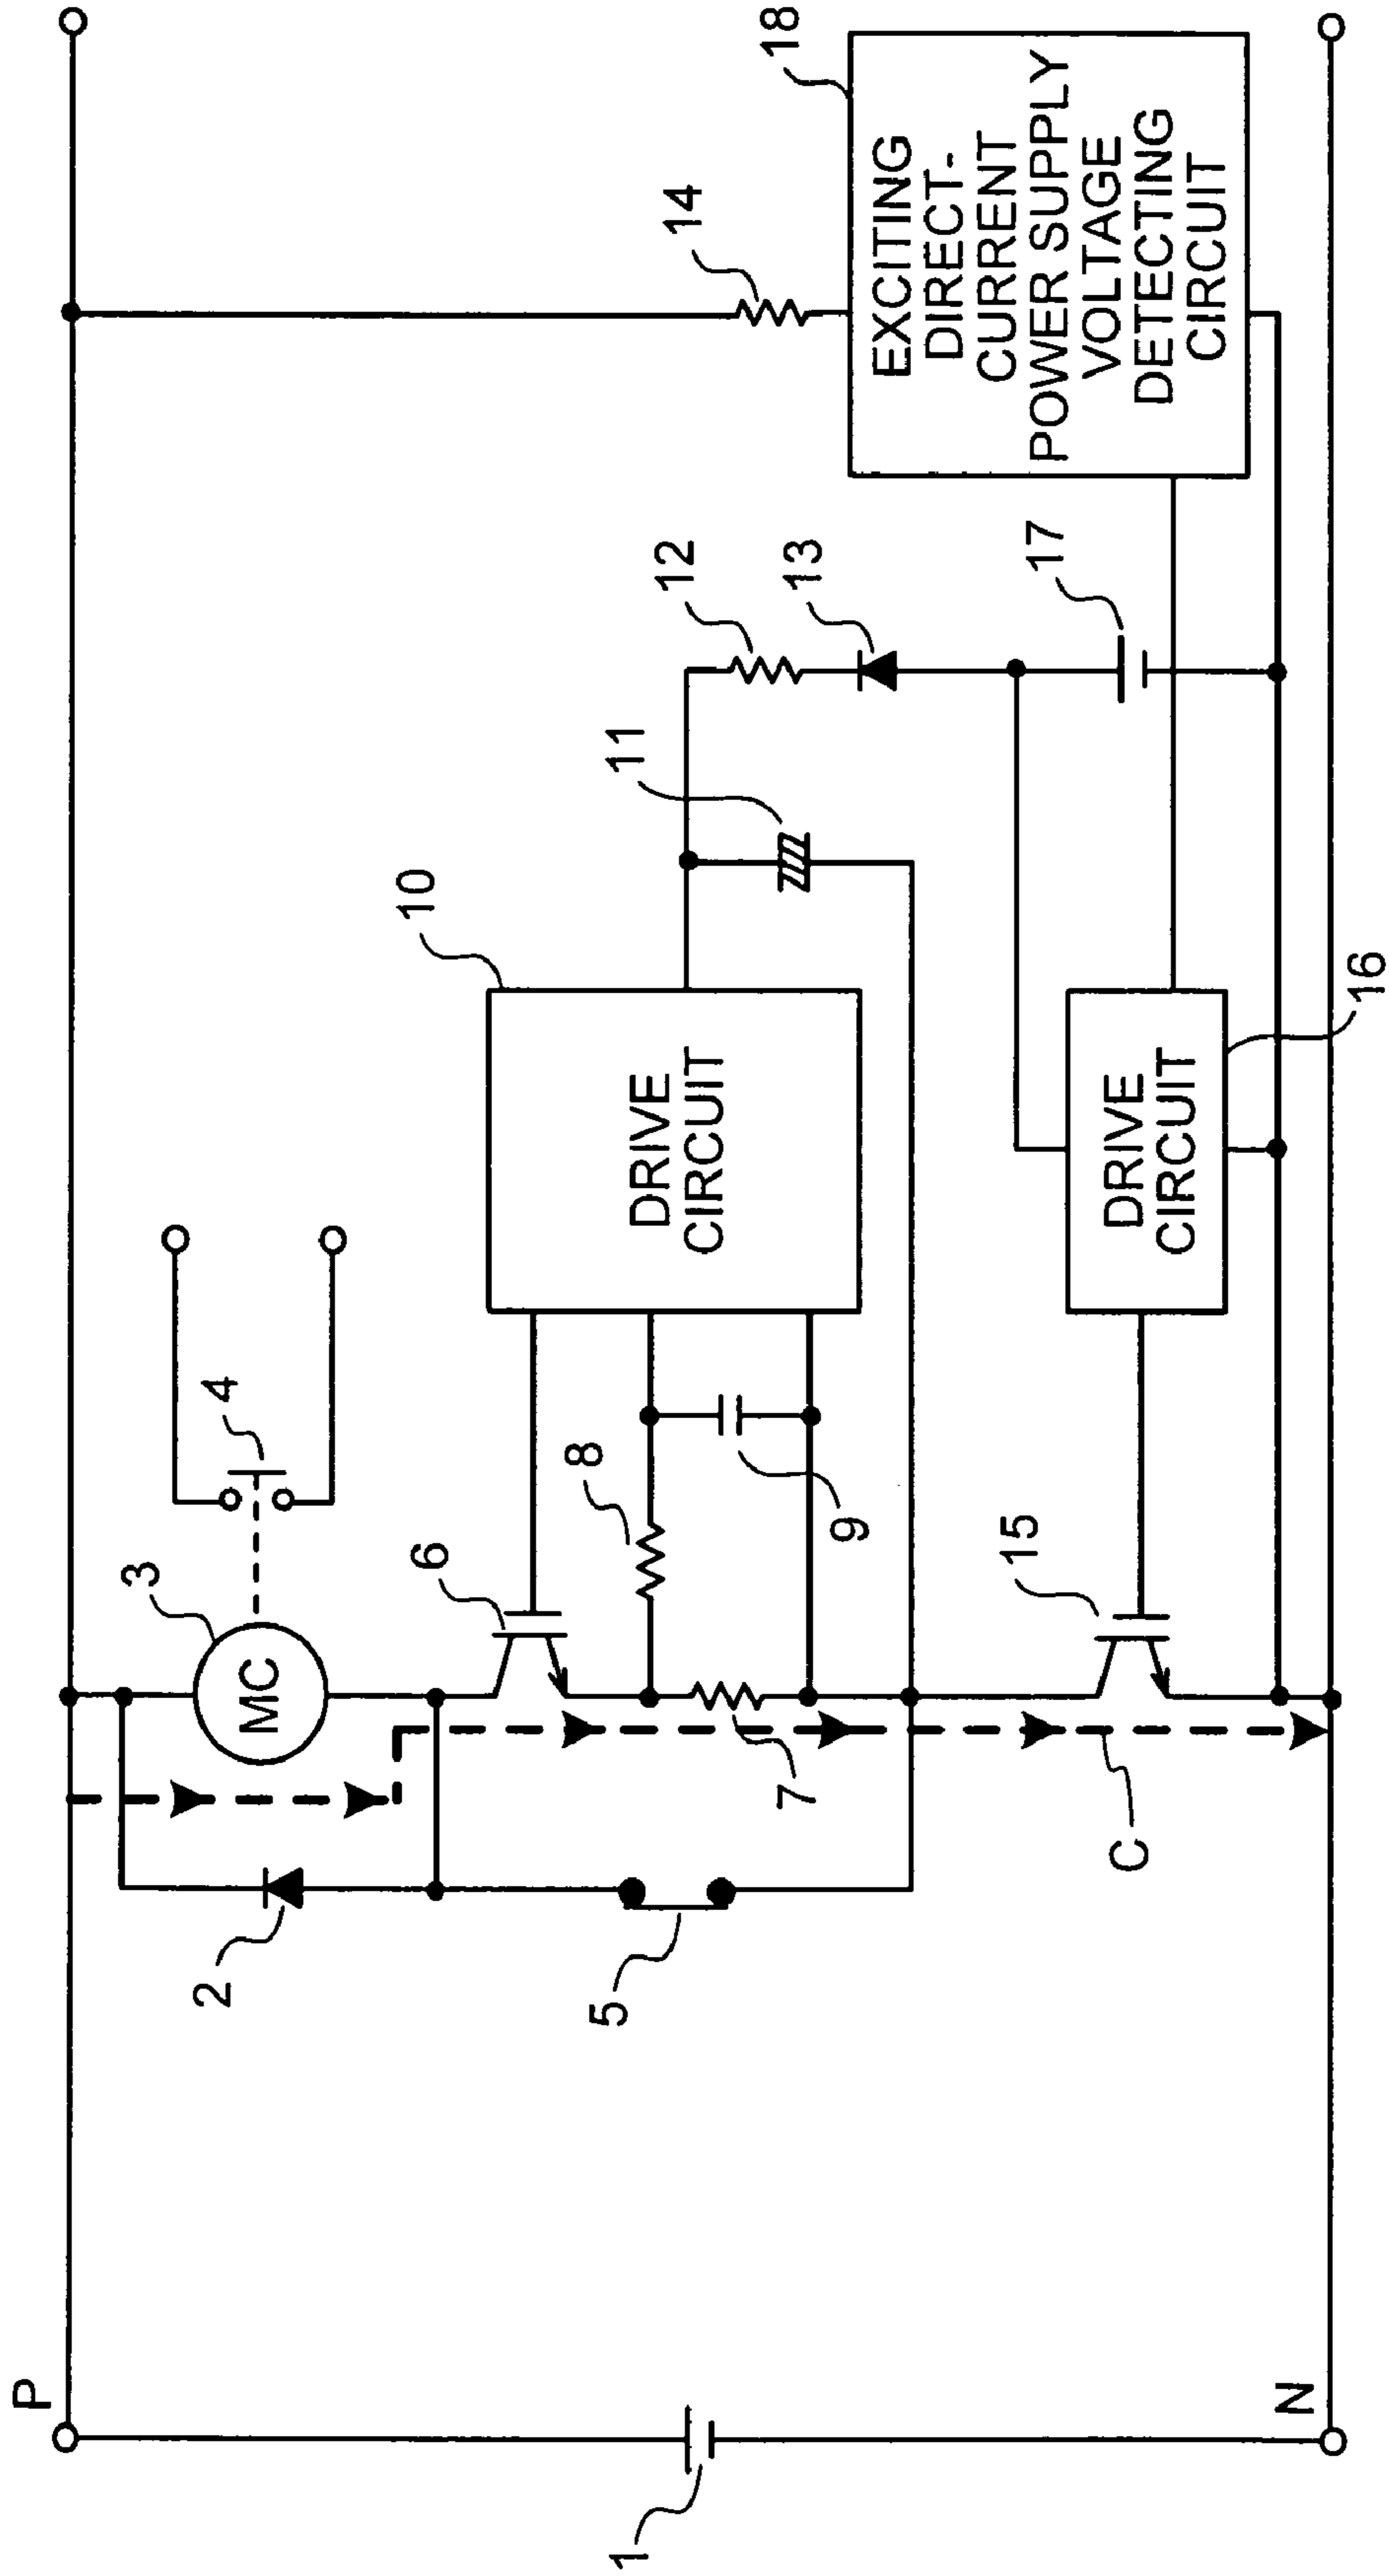 P
N
1
2
3
MC
4
5
6
7
8
9
10
DRIVE
CIRCUIT
11
12
13
14
15
C
DRIVE
CIRCUIT
16
17
18
EXCITING
DIRECT-
CURRENT
POWER SUPPLY
VOLTAGE
DETECTING
CIRCUIT